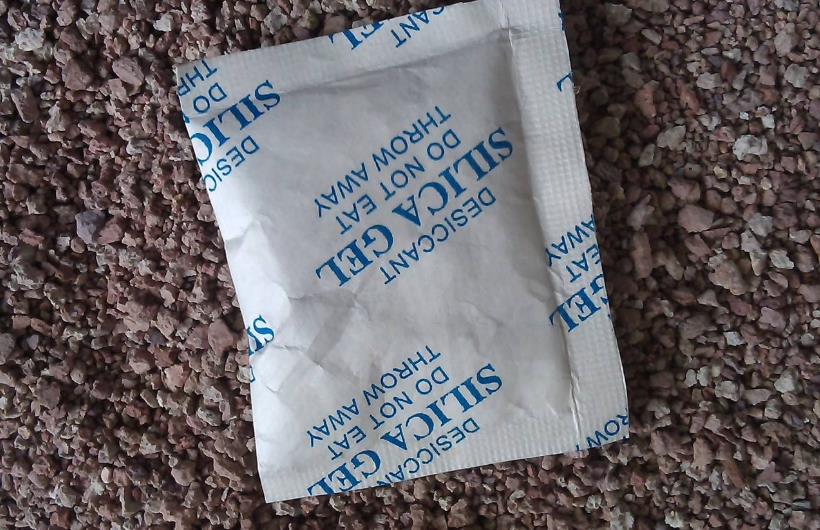 DESICCANT
SILICA GEL
DO NOT EAT
THROW AWAY
DESICCANT
SILICA GEL
DO NOT EAT
THROW AWAY